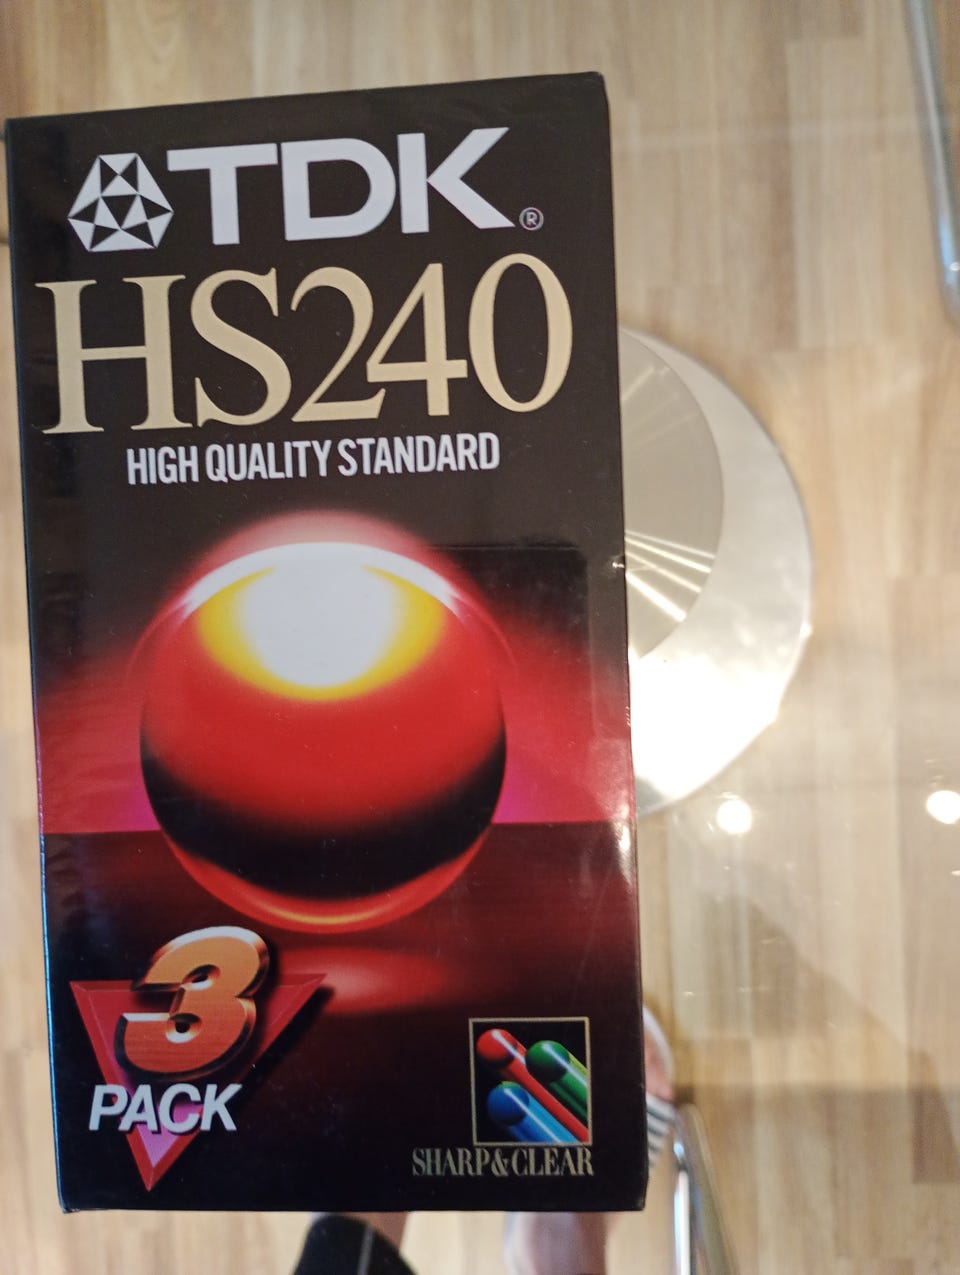 TDK®
HS240
HIGH QUALITY STANDARD
3
PACK
SHARP&CLEAR